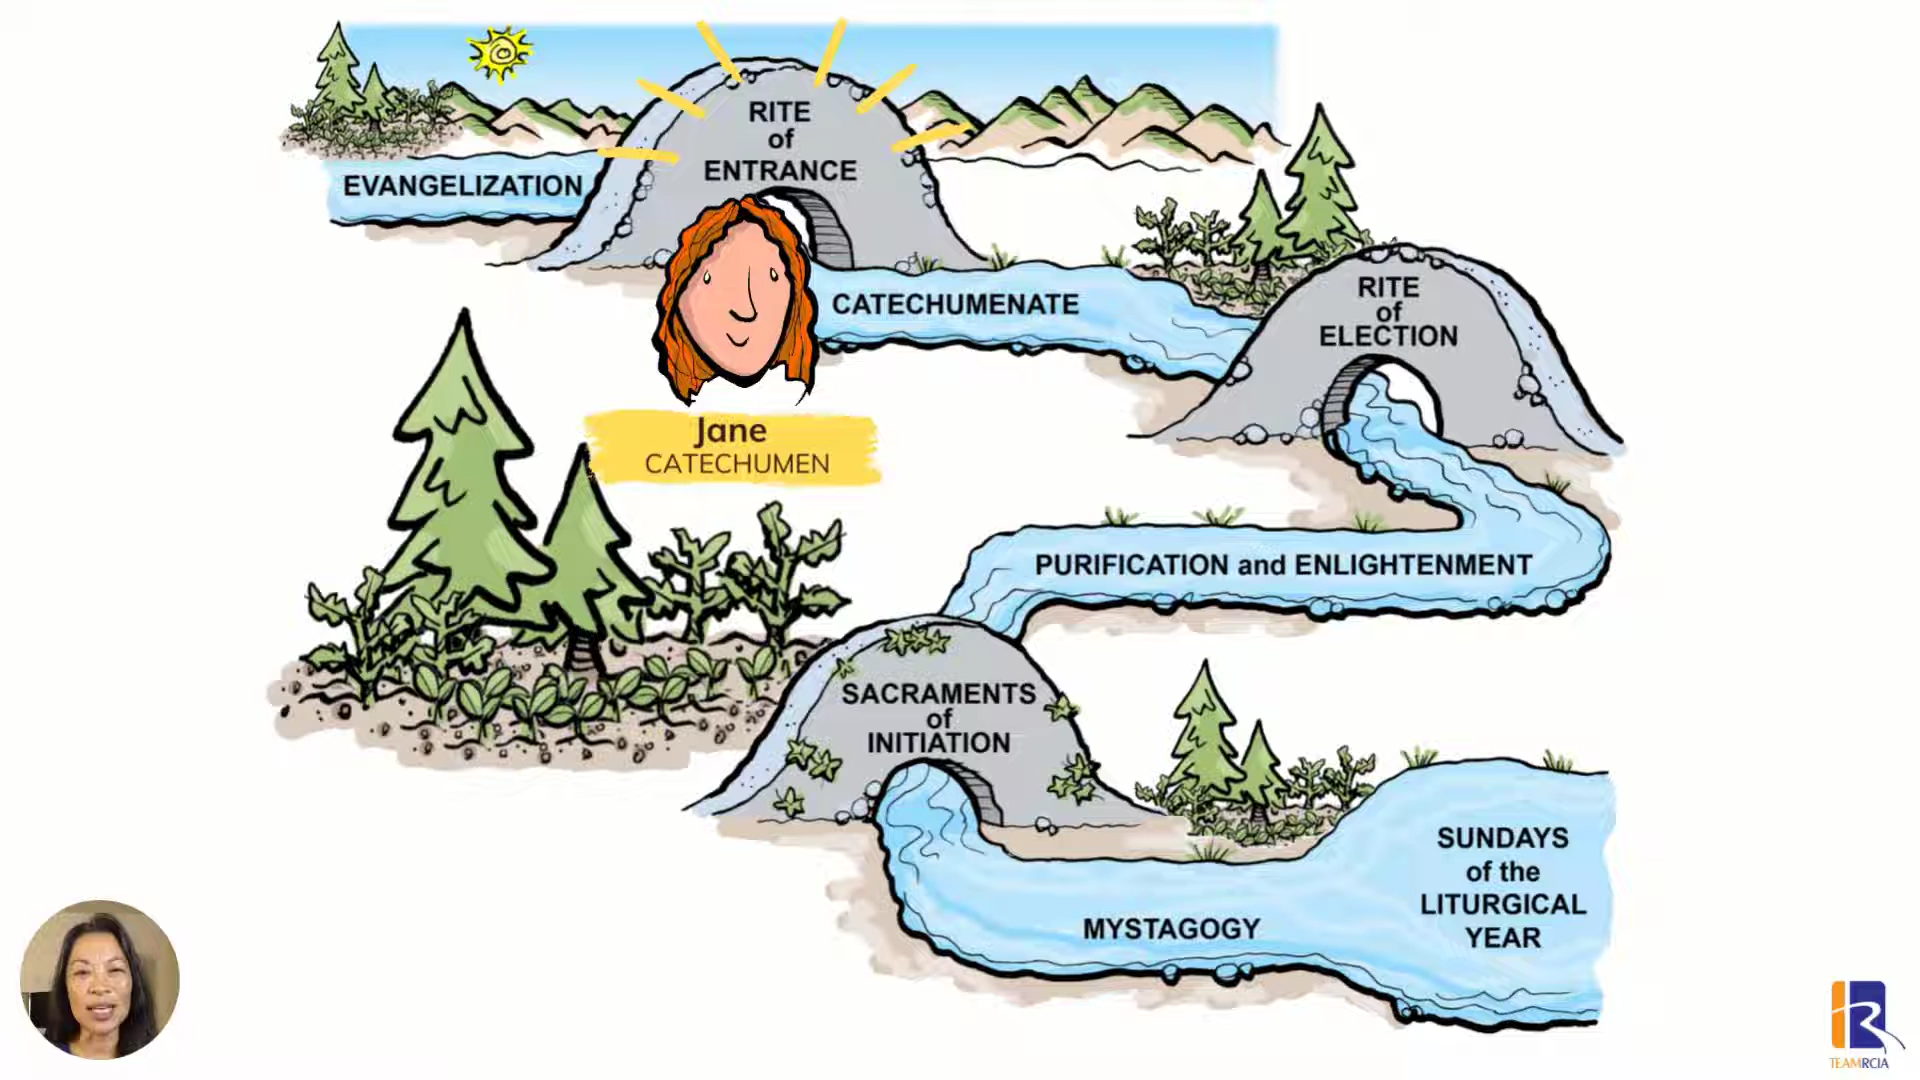 RITE
of
ENTRANCE
EVANGELIZATION
CATECHUMENATE
RITE
of
ELECTION
Jane
CATECHUMEN
PURIFICATION and ENLIGHTENMENT
SACRAMENTS
of
INITIATION
MYSTAGOGY
SUNDAYS
of the
LITURGICAL
YEAR
TEAMRCIA